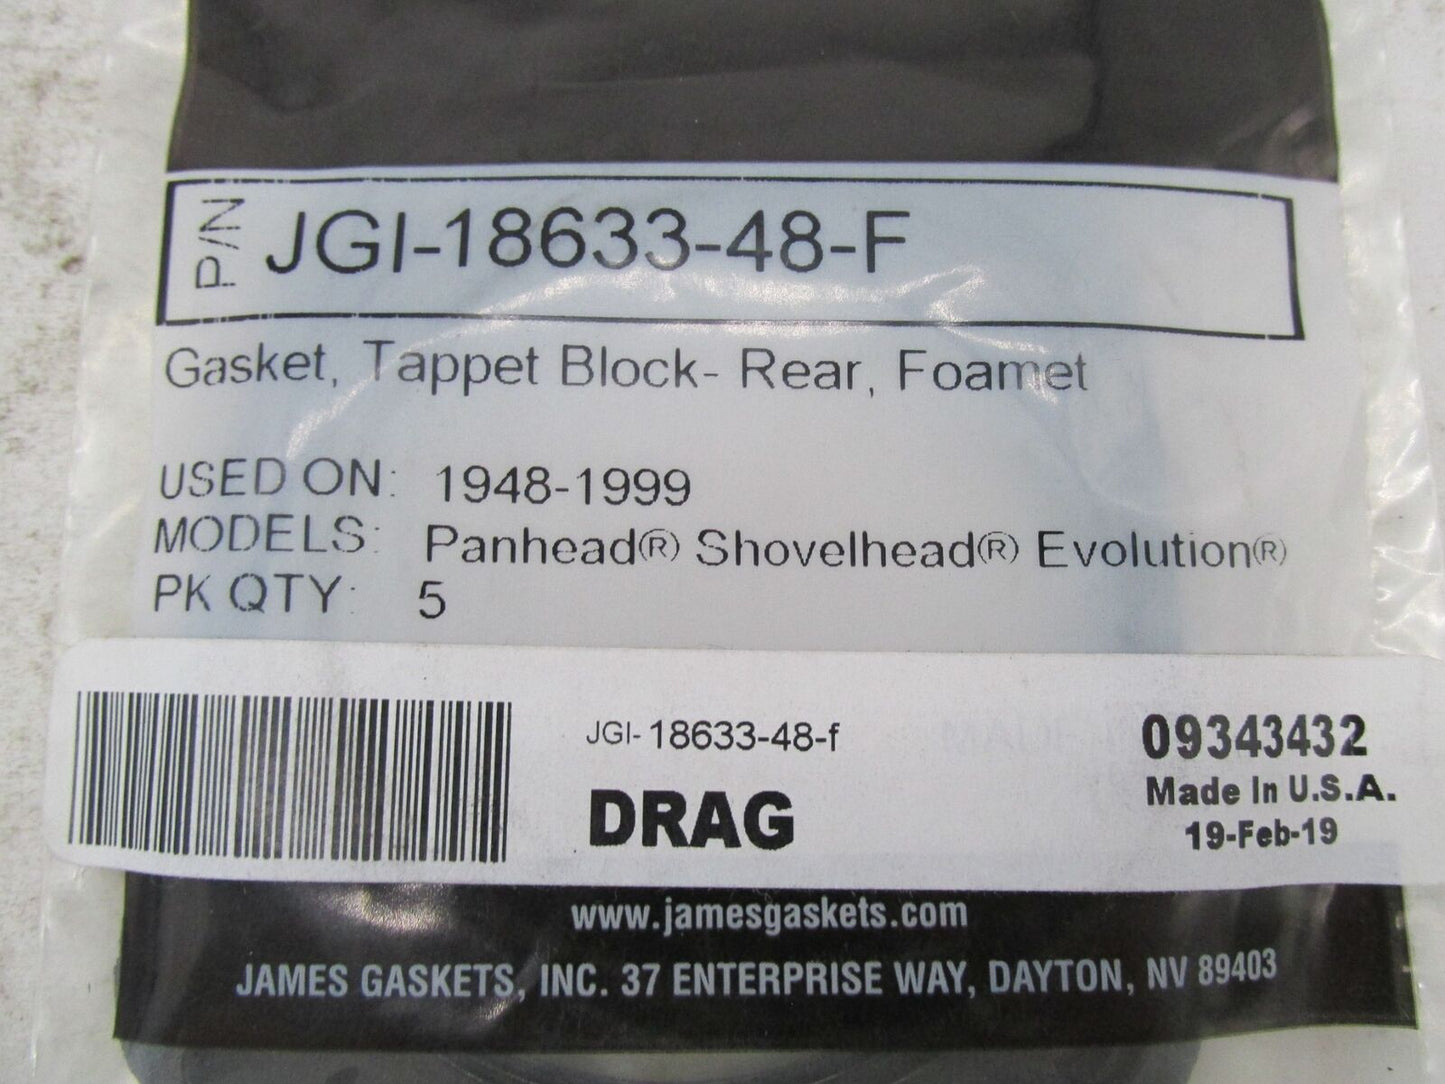 P/N JGI-18633-48-F
Gasket, Tappet Block- Rear, Foamet
USED ON: 1948-1999
MODELS: Panhead® Shovelhead® Evolution®
PK QTY: 5
JGI-18633-48-f
09343432
DRAG
Made In U.S.A.
19-Feb-19
www.jamesgaskets.com
JAMES GASKETS, INC. 37 ENTERPRISE WAY, DAYTON, NV 89403